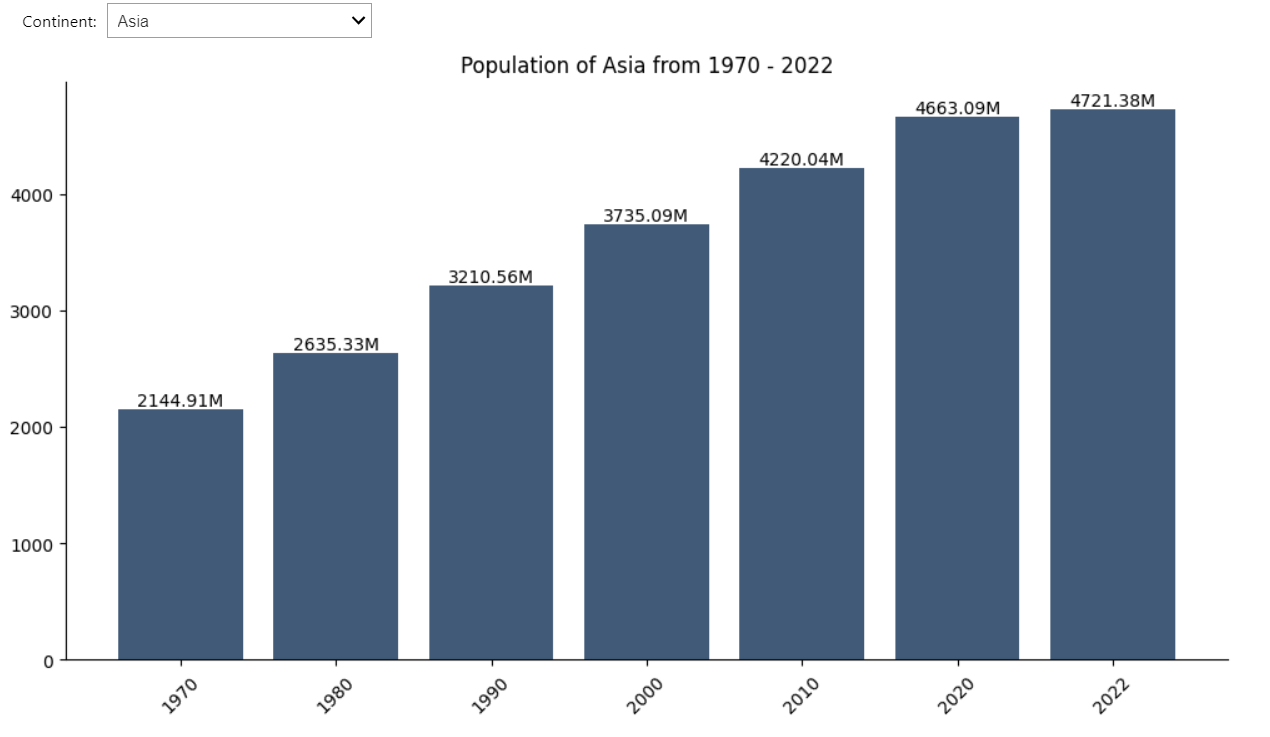 Continent: Asia
Population of Asia from 1970 - 2022
4721.38M
4663.09M
4220.04M
4000
3735.09M
3210.56M
3000
2635.33M
2144.91M
2000
1000
0
1970 1980 1990 2000 2010 2020 2022